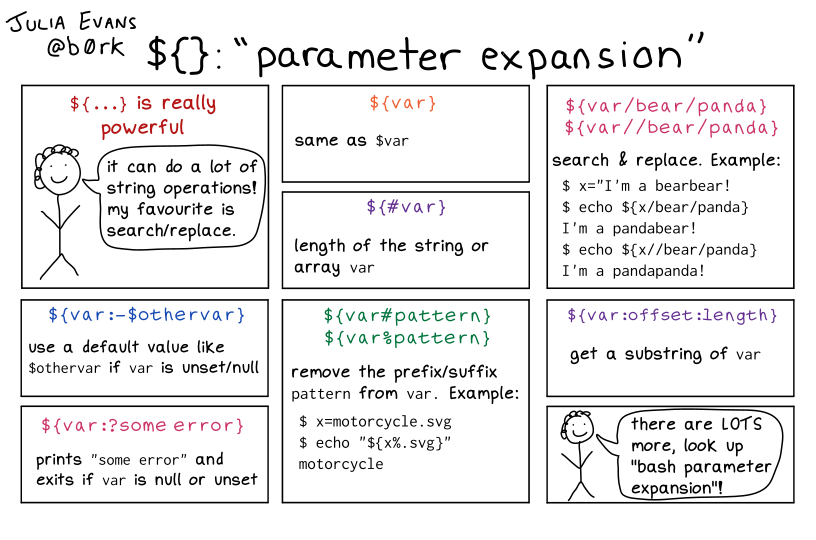 JULIA EVANS
@b0rk
${}: "parameter expansion"
${...} is really
powerful
it can do a lot of
string operations!
my favourite is
search/replace.
${var}
same as $var
${#var}
length of the string or
array var
${var/bear/panda}
${var//bear/panda}
search & replace. Example:
$ x="I'm a bearbear!
$ echo ${x/bear/panda}
I'm a pandabear!
$ echo ${x//bear/panda}
I'm a pandapanda!
${var:-$othervar}
use a default value like
$othervar if var is unset/null
${var:?some error}
prints "some error" and
exits if var is null or unset
${var#pattern}
${var%pattern}
remove the prefix/suffix
pattern from var. Example:
$ x=motorcycle.svg
$ echo "${x%.svg}"
motorcycle
${var:offset:length}
get a substring of var
there are LOTS
more, look up
"bash parameter
expansion"!